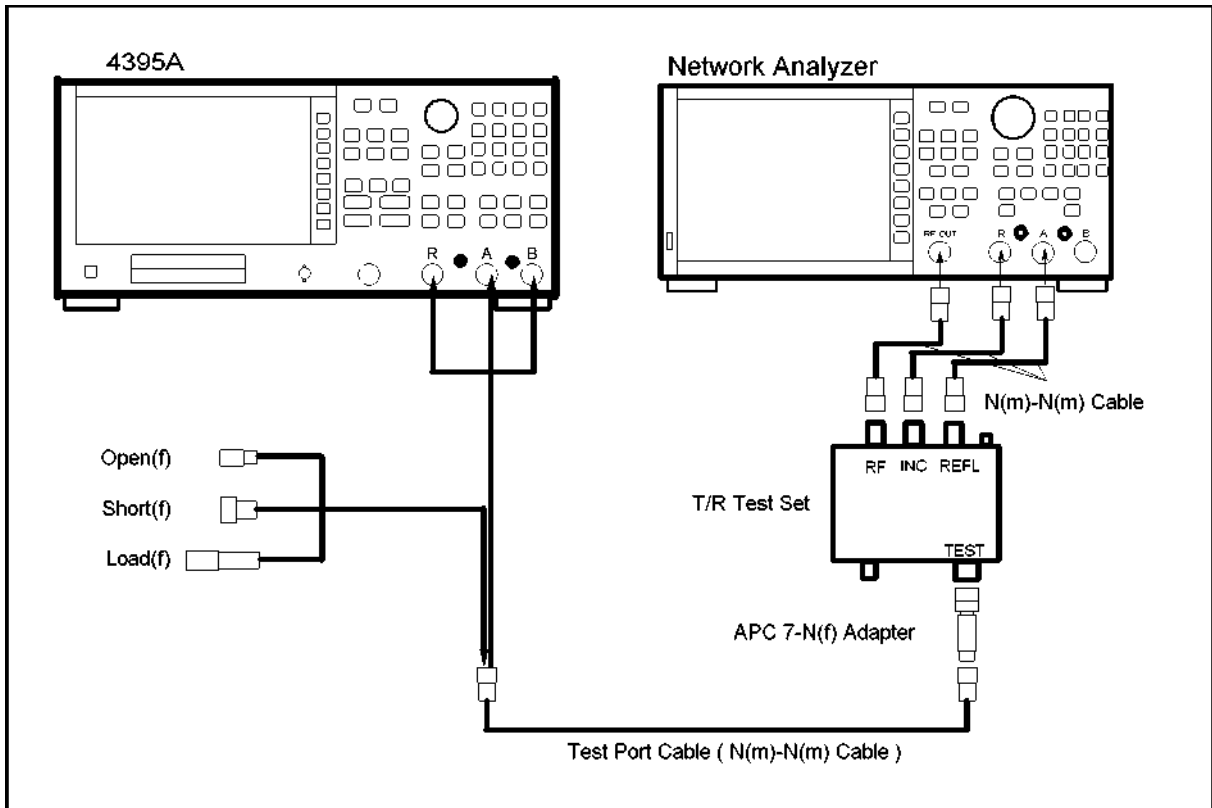 4395A
Network Analyzer
R A B
RF OUT R A B
N(m)-N(m) Cable
Open(f)
Short(f)
Load(f)
RF INC REFL
T/R Test Set
TEST
APC 7-N(f) Adapter
Test Port Cable ( N(m)-N(m) Cable )